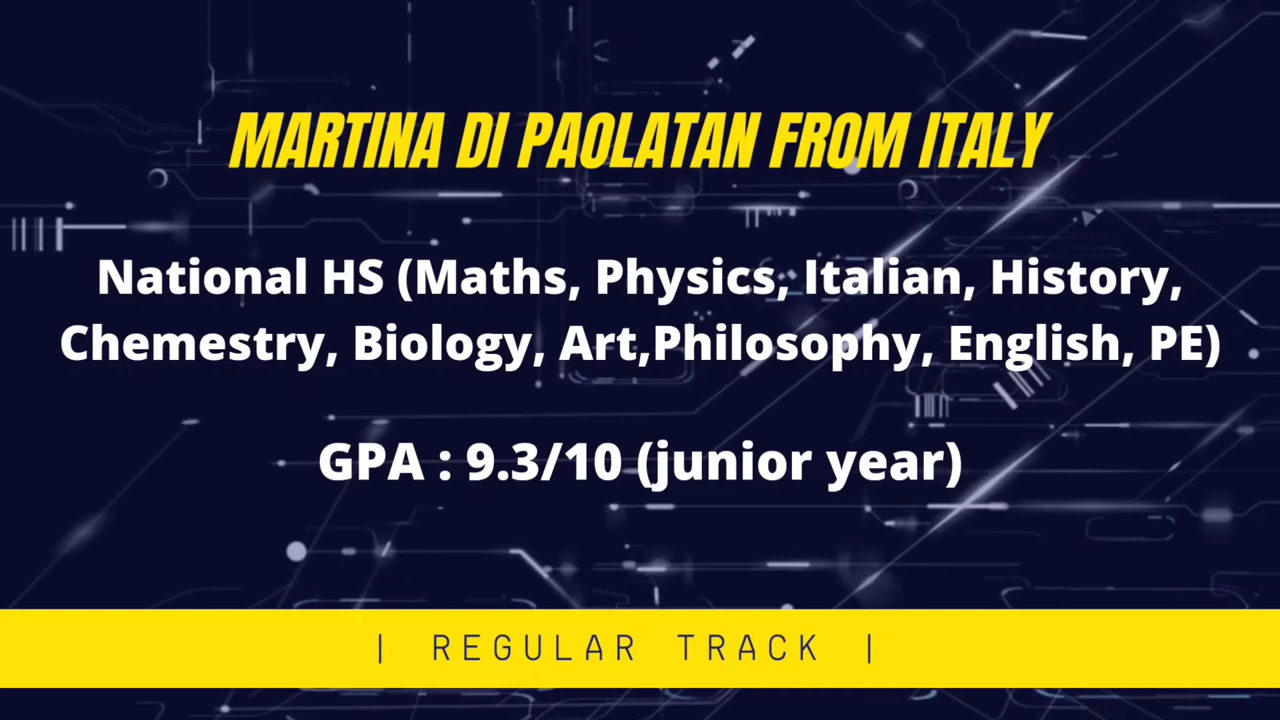 MARTINA DI PAOLATAN FROM ITALY
National HS (Maths, Physics, Italian, History,
Chemestry, Biology, Art,Philosophy, English, PE)
GPA : 9.3/10 (junior year)
| REGULAR TRACK |